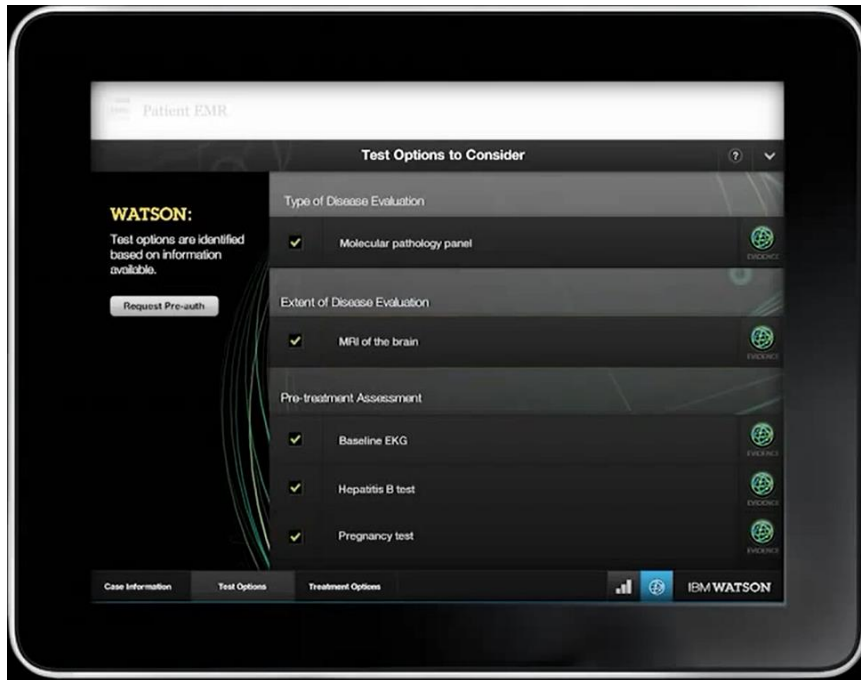 Patient EMR
Test Options to Consider
?
WATSON:
Test options are identified
based on information
available.
Request Pre-auth
Type of Disease Evaluation
Molecular pathology panel
EVIDENCE
Extent of Disease Evaluation
MRI of the brain
EVIDENCE
Pre-treatment Assessment
Baseline EKG
EVIDENCE
Hepatitis B test
EVIDENCE
Pregnancy test
EVIDENCE
Case Information
Test Options
Treatment Options
IBM WATSON